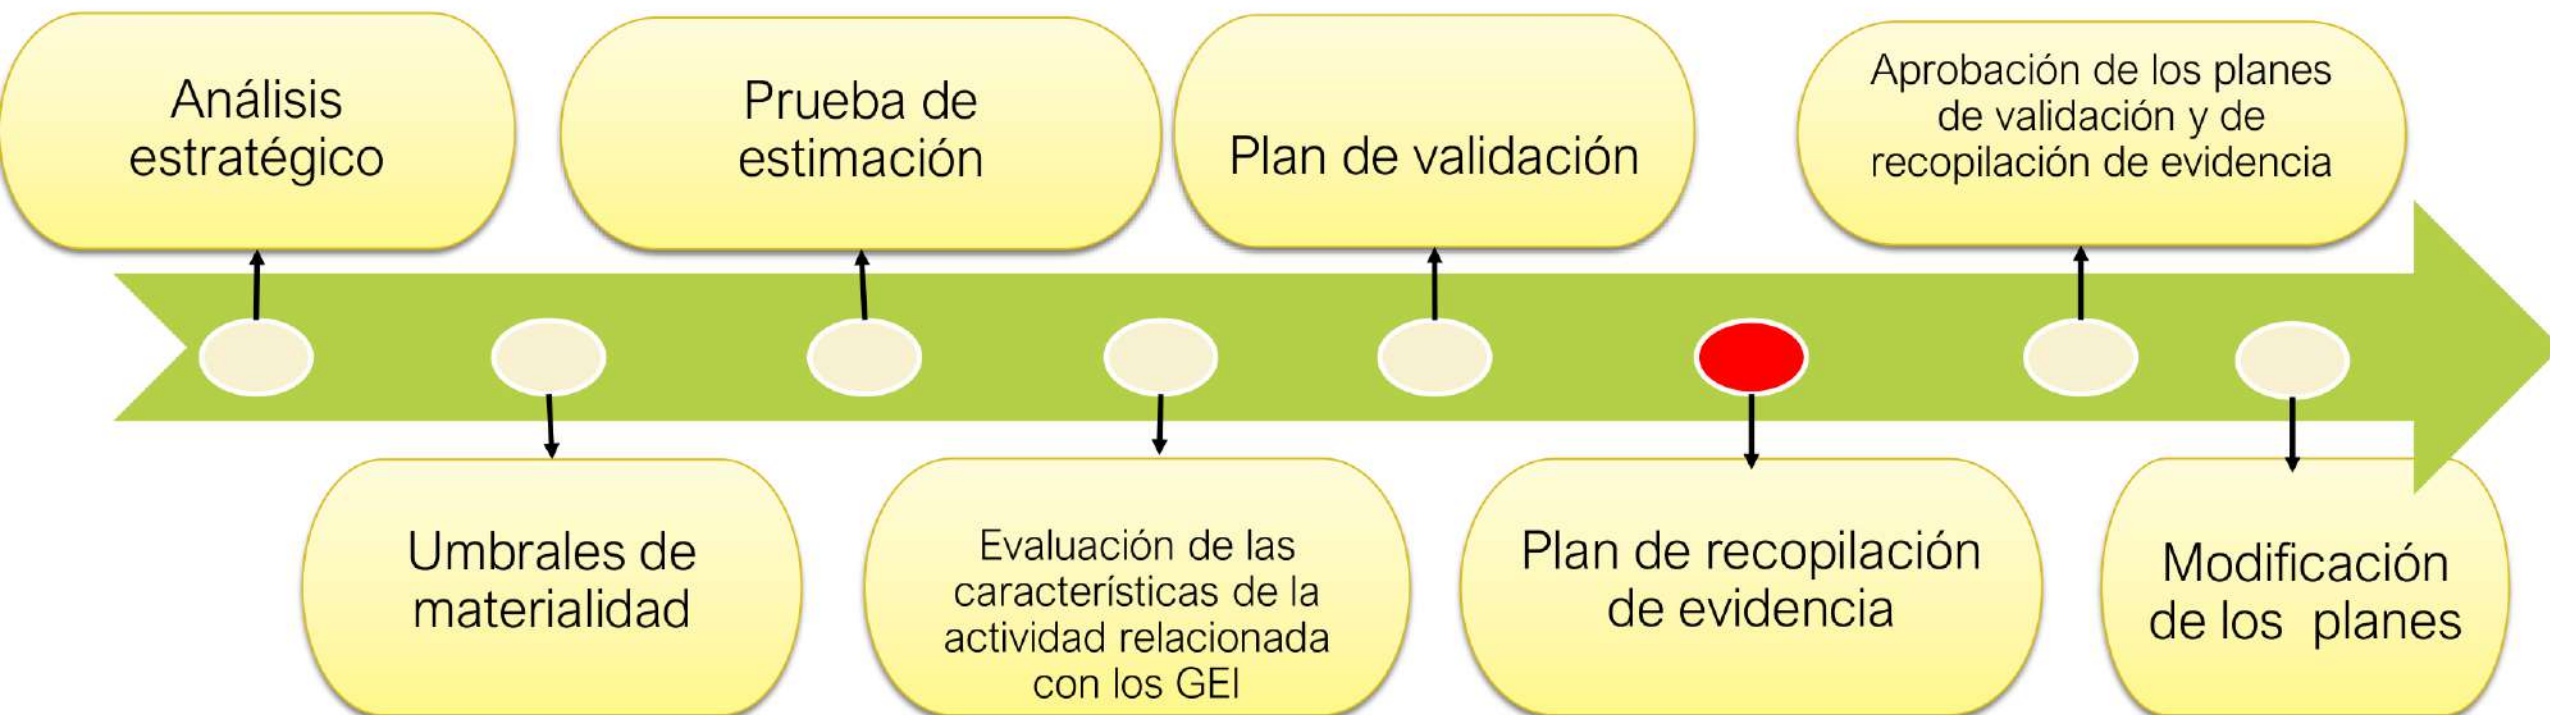 Análisis
estratégico
Prueba de
estimación
Plan de validación
Aprobación de los planes
de validación y de
recopilación de evidencia
Umbrales de
materialidad
Evaluación de las
características de la
actividad relacionada
con los GEI
Plan de recopilación
de evidencia
Modificación
de los  planes